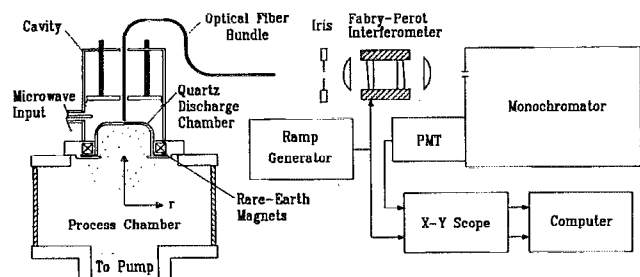 Cavity
Optical Fiber
Bundle
Iris
Fabry-Perot
Interferometer
Microwave
Input
Quartz
Discharge
Chamber
Monochromator
Ramp
Generator
PMT
r
Rare-Earth
Magnets
Process Chamber
X-Y Scope
Computer
To Pump